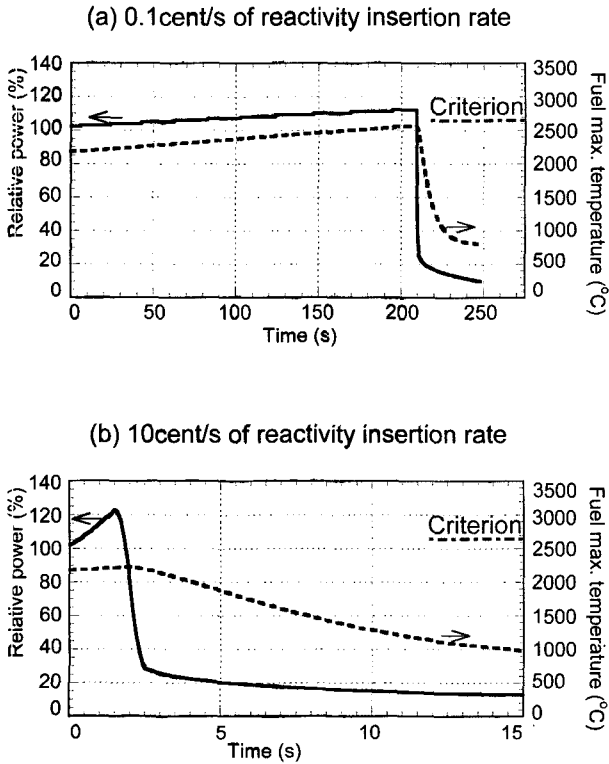 (a) 0.1cent/s of reactivity insertion rate
Relative power (%)
140
120
100
80
60
40
20
0
3500
3000
2500
2000
1500
1000
500
0
Fuel max. temperature (°C)
Criterion
0 50 100 150 200 250
Time (s)
(b) 10cent/s of reactivity insertion rate
Relative power (%)
140
120
100
80
60
40
20
0
3500
3000
2500
2000
1500
1000
500
0
Fuel max. temperature (°C)
Criterion
0 5 10 15
Time (s)